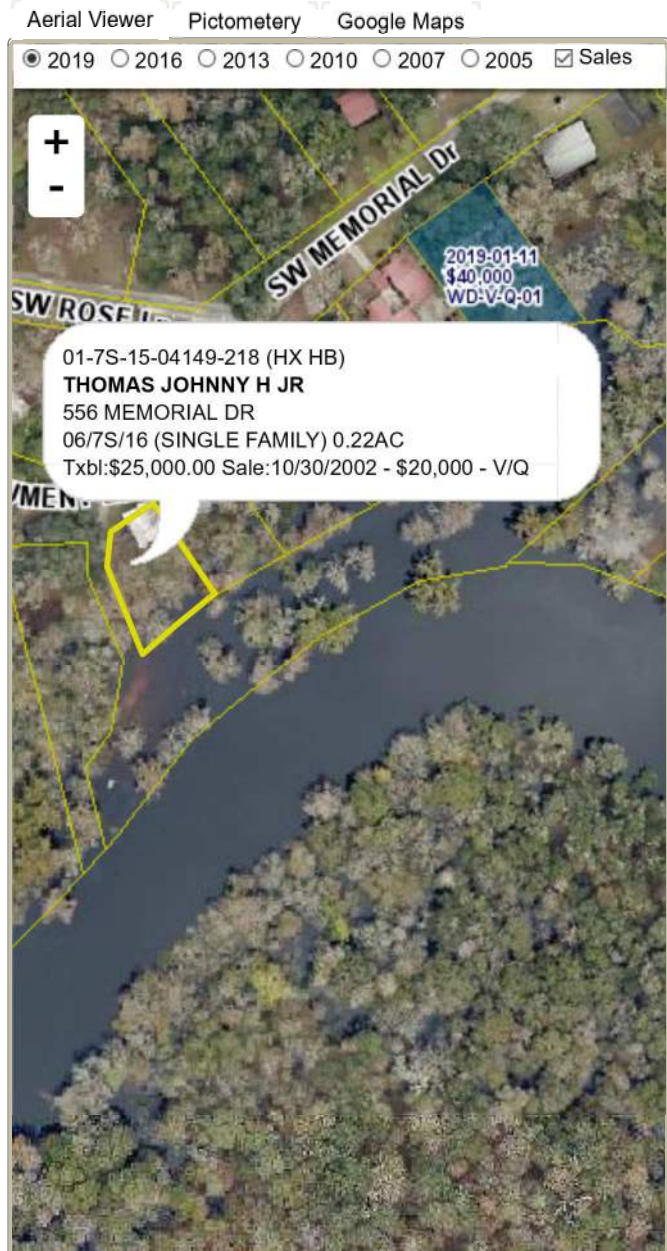 Aerial Viewer Pictometery Google Maps
2019 2016 2013 2010 2007 2005 Sales
+
-
SW MEMORIAL Dr
2019-01-11
$40,000
WD-V-Q-01
SW ROSE
01-7S-15-04149-218 (HX HB)
THOMAS JOHNNY H JR
556 MEMORIAL DR
06/7S/16 (SINGLE FAMILY) 0.22AC
Txbl:$25,000.00 Sale:10/30/2002 - $20,000 - V/Q